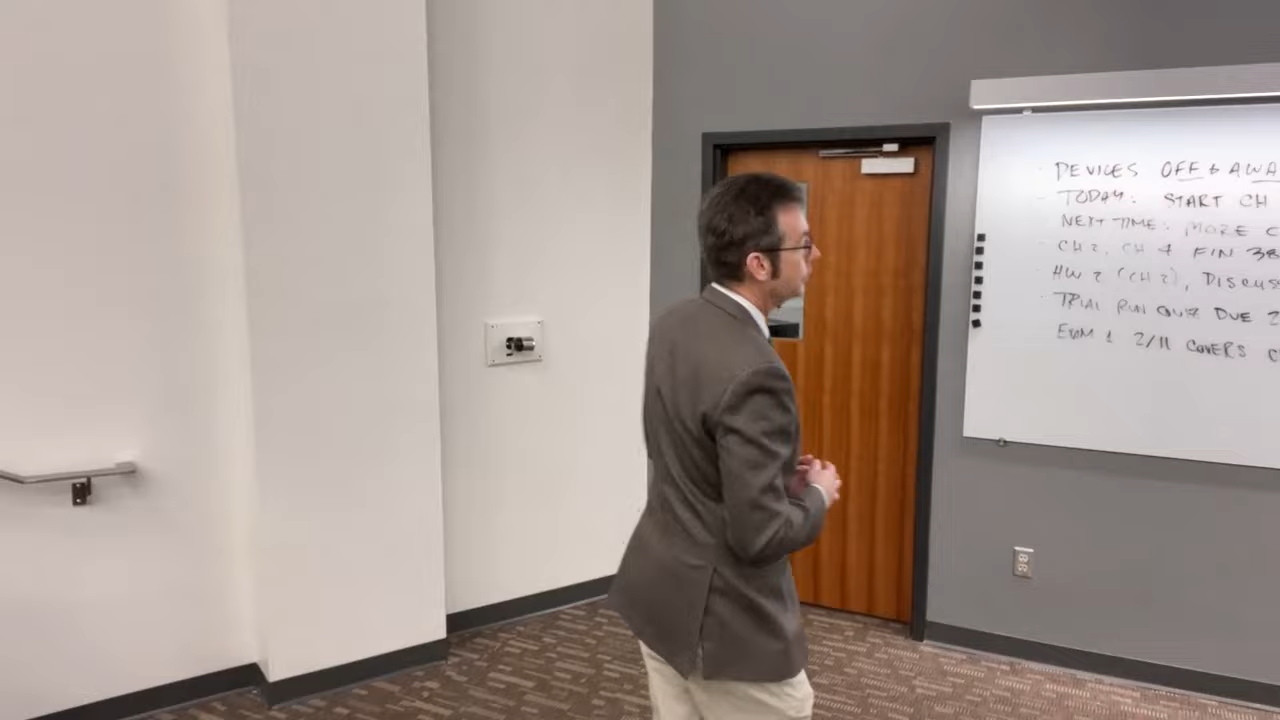 DEVICES OFF & AWA
TODAY: START CH
NEXT TIME: MORE C
CH 2, CH 4 FIN 38
HW 2 (CH 2), DISCUSS
TRIAL RUN QUIZ DUE 2
EXAM 1 2/11 COVERS C